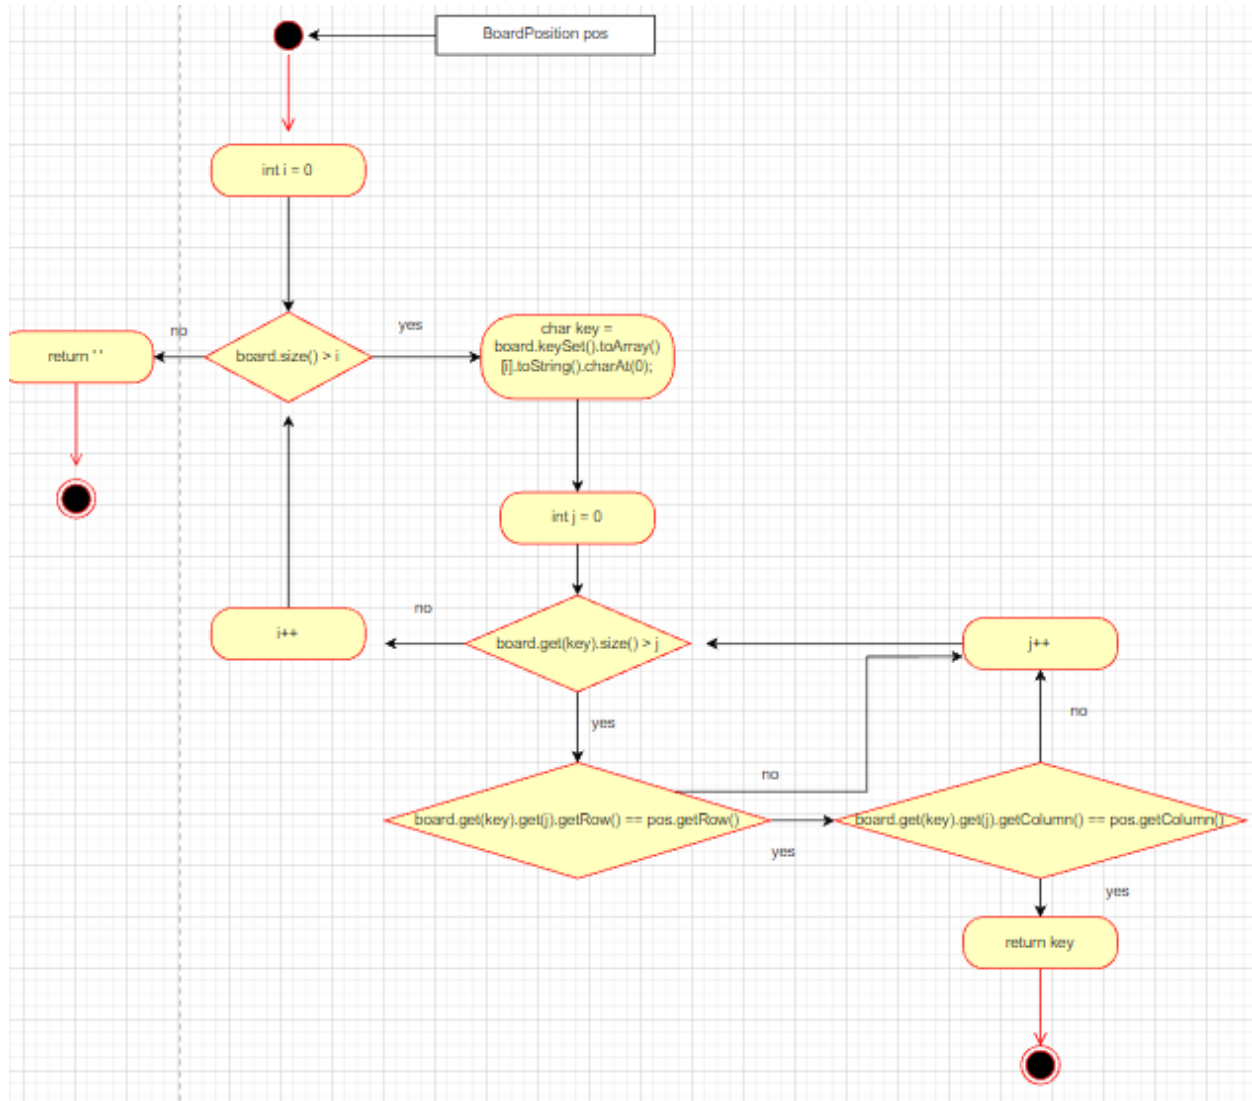 BoardPosition pos
int i = 0
no
yes
return ' '
board.size() > i
char key =
board.keySet().toArray()
[i].toString().charAt(0);
int j = 0
no
i++
board.get(key).size() > j
j++
yes
no
no
board.get(key).get(j).getRow() == pos.getRow()
board.get(key).get(j).getColumn() == pos.getColumn()
yes
yes
return key